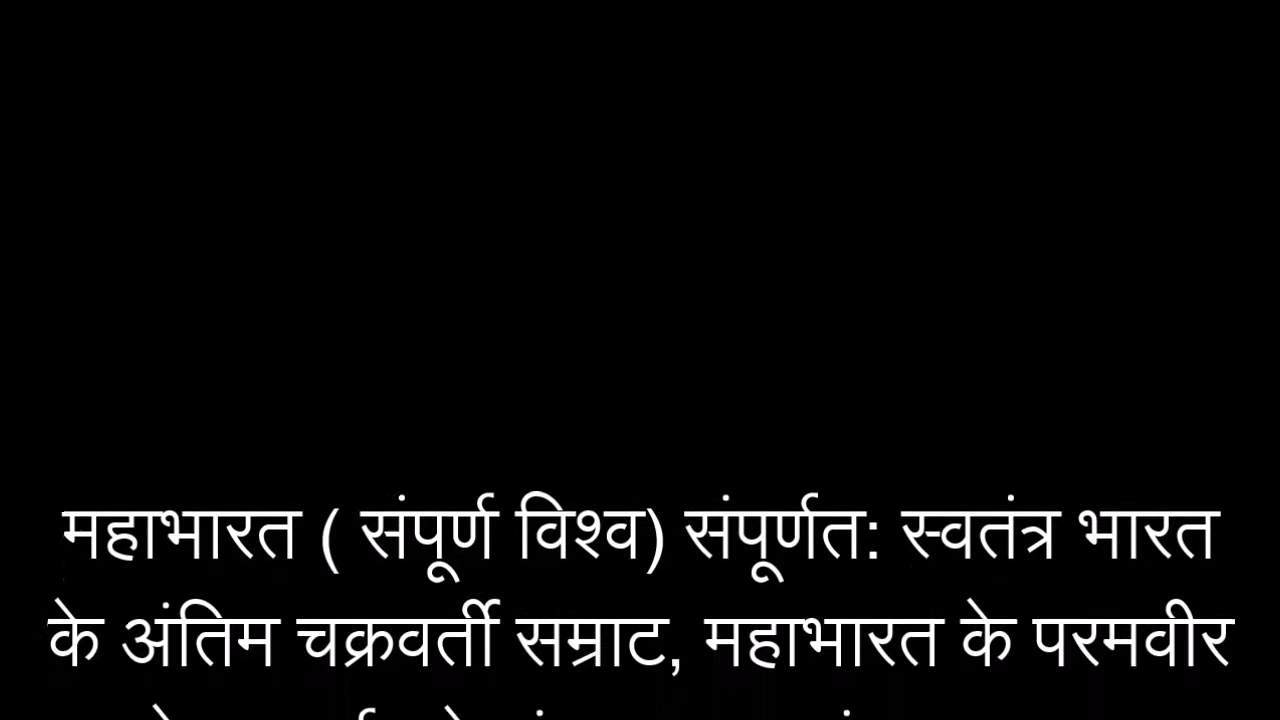 महाभारत ( संपूर्ण विश्व) संपूर्णत: स्वतंत्र भारत
के अंतिम चक्रवर्ती सम्राट, महाभारत के परमवीर